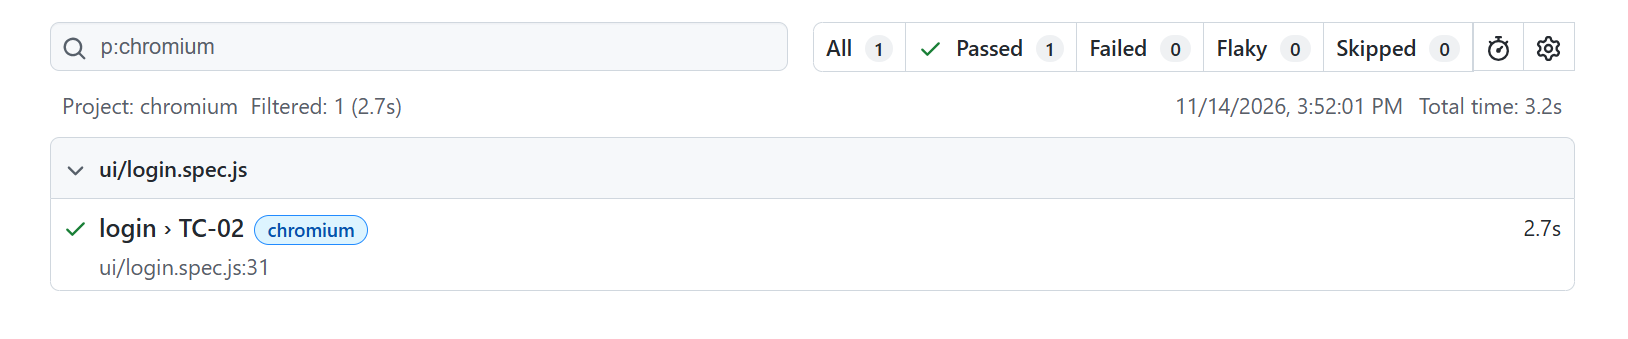 p:chromium
All 1 Passed 1 Failed 0 Flaky 0 Skipped 0
Project: chromium Filtered: 1 (2.7s) 11/14/2026, 3:52:01 PM Total time: 3.2s
ui/login.spec.js
login › TC-02 chromium 2.7s
ui/login.spec.js:31